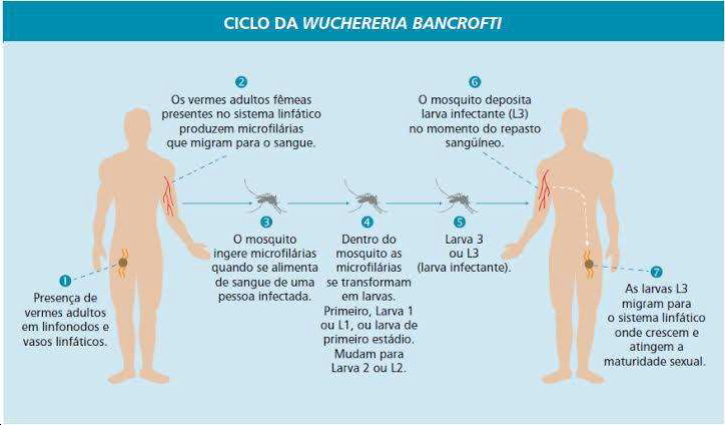 CICLO DA WUCHERERIA BANCROFTI
1
Presença de
vermes adultos
em linfonodos e
vasos linfáticos.
2
Os vermes adultos fêmeas
presentes no sistema linfático
produzem microfilárias
que migram para o sangue.
3
O mosquito
ingere microfilárias
quando se alimenta
de sangue de uma
pessoa infectada.
4
Dentro do
mosquito as
microfilárias
se transformam
em larvas.
Primeiro, Larva 1
ou L1, ou larva de
primeiro estádio.
Mudam para
Larva 2 ou L2.
5
Larva 3
ou L3
(larva infectante).
6
O mosquito deposita
larva infectante (L3)
no momento do repasto
sangüíneo.
7
As larvas L3
migram para
o sistema linfático
onde crescem e
atingem a
maturidade sexual.